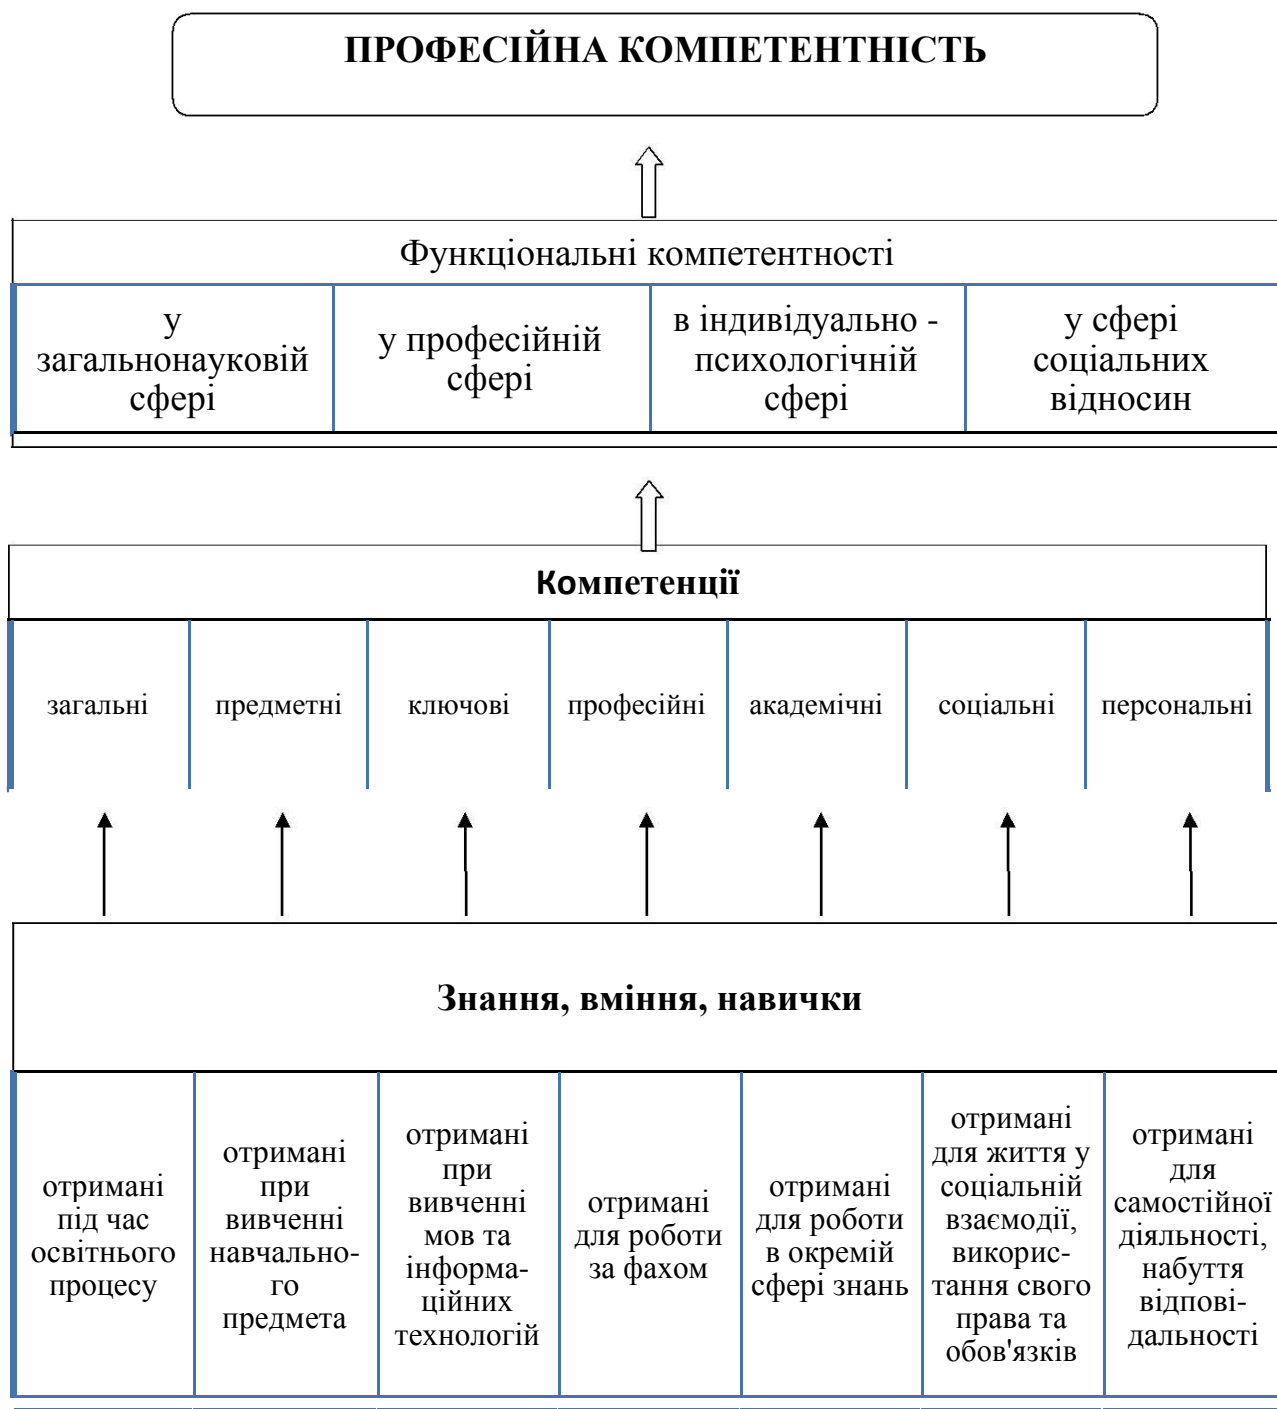 ПРОФЕСІЙНА КОМПЕТЕНТНІСТЬ
Функціональні компетентності
у
загальнонауковій
сфері
у професійній
сфері
в індивідуально -
психологічній
сфері
у сфері
соціальних
відносин
Компетенції
загальні
предметні
ключові
професійні
академічні
соціальні
персональні
Знання, вміння, навички
отримані
під час
освітнього
процесу
отримані
при
вивченні
навчально-
го
предмета
отримані
при
вивченні
мов та
інформа-
ційних
технологій
отримані
для роботи
за фахом
отримані
для роботи
в окремій
сфері знань
отримані
для життя у
соціальній
взаємодії,
викорис-
тання свого
права та
обов'язків
отримані
для
самостійної
діяльності,
набуття
відпові-
дальності